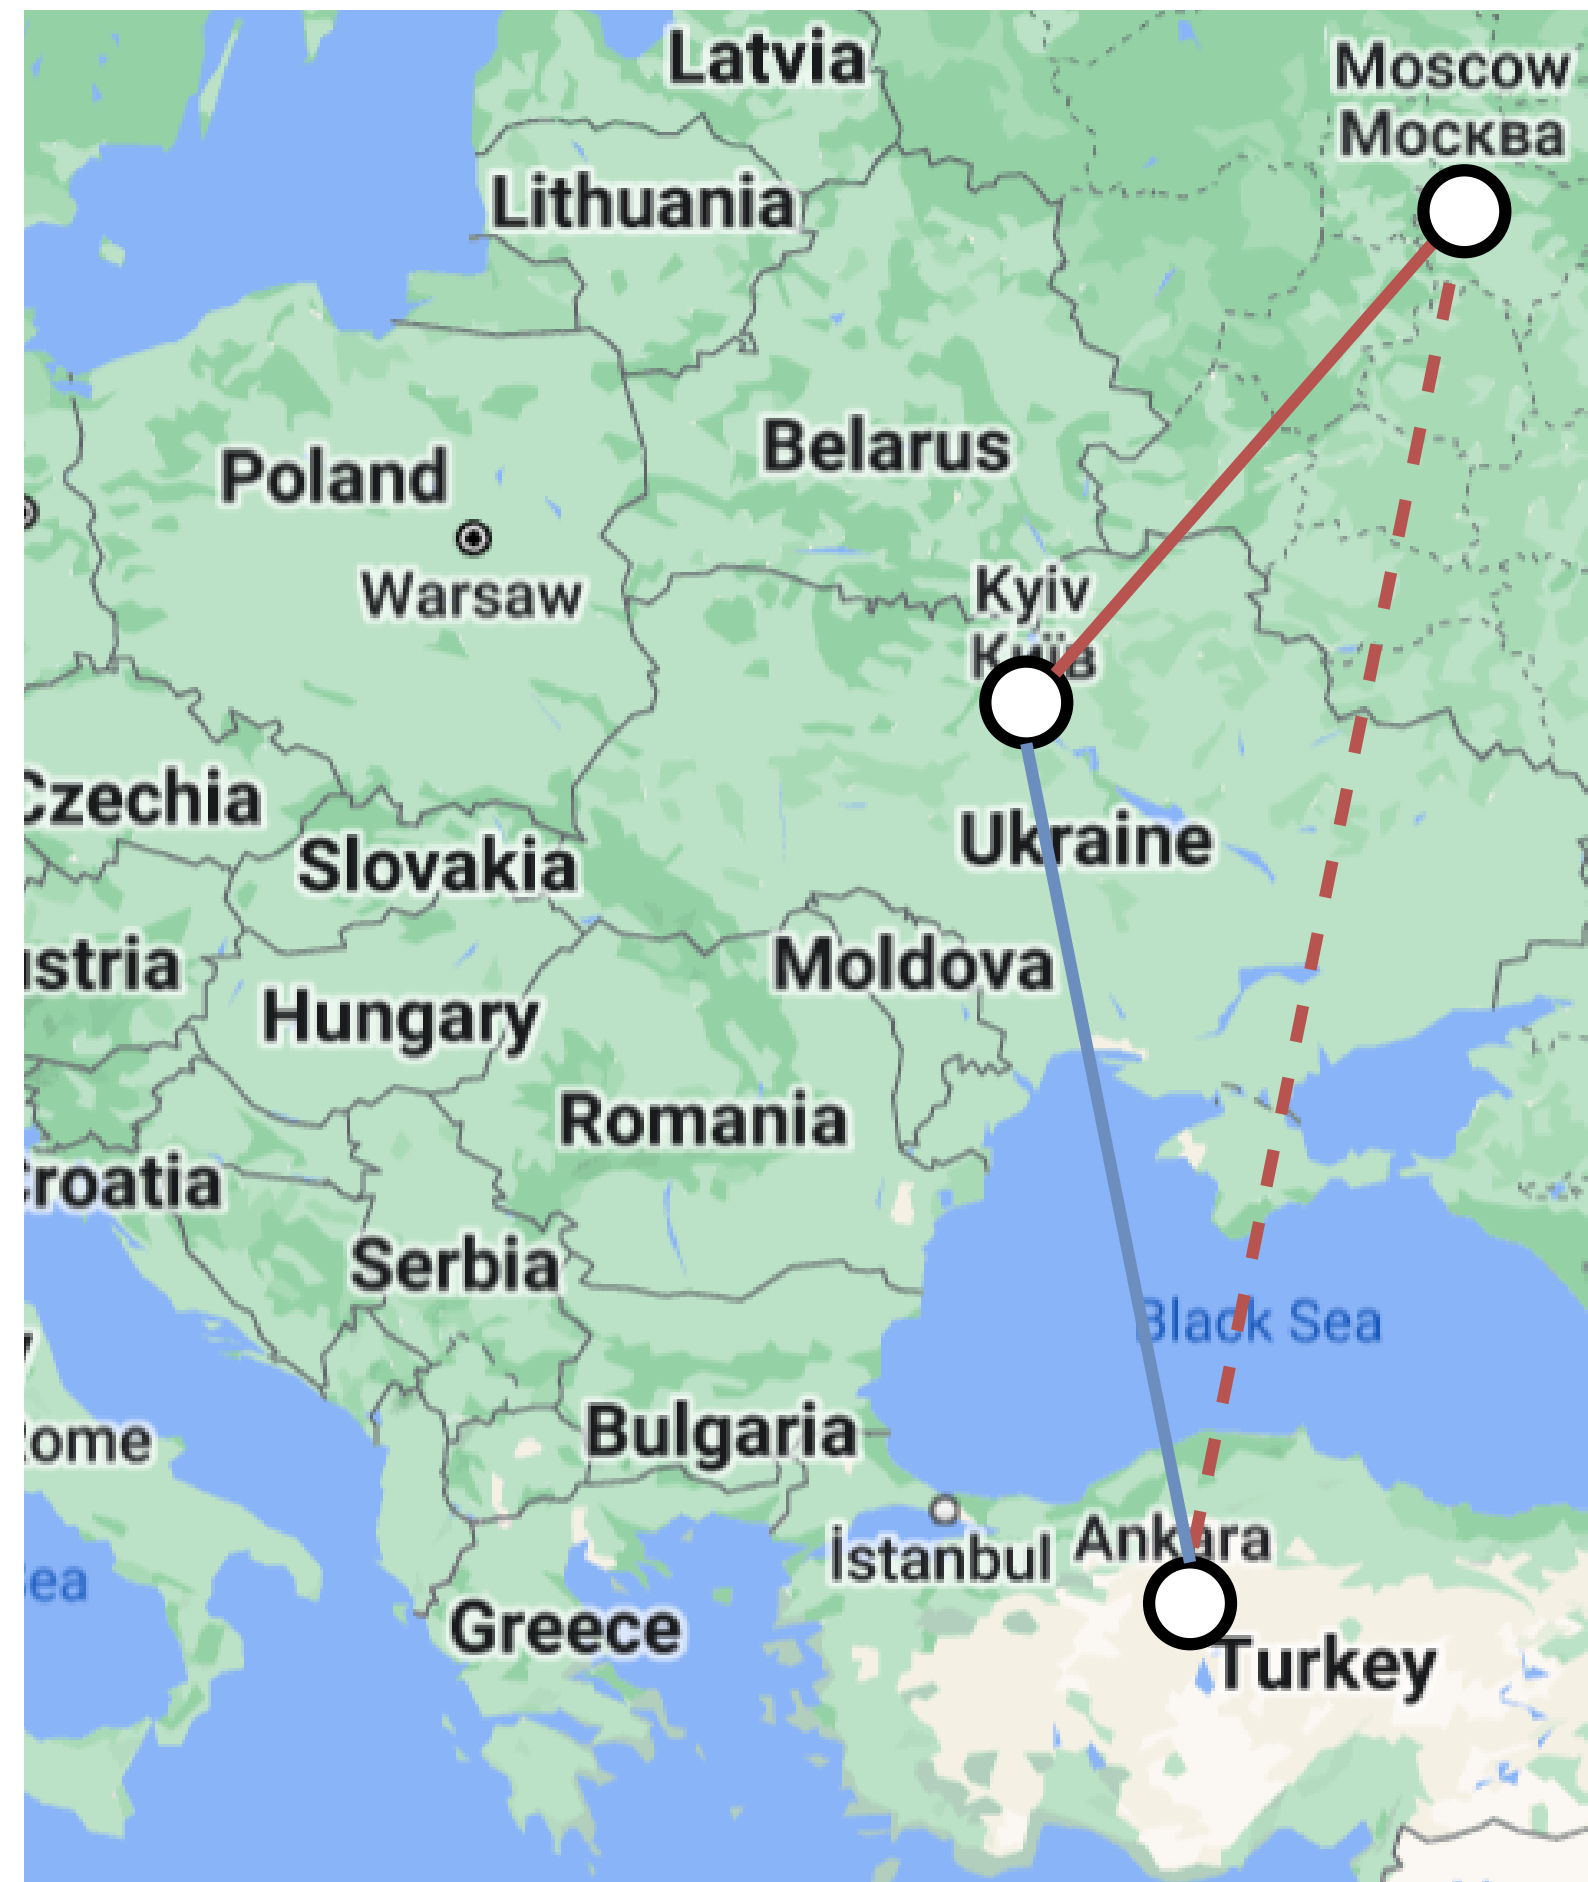 Latvia
Moscow
Москва
Lithuania
Belarus
Poland
Warsaw
Kyiv
Київ
Czechia
Ukraine
Slovakia
Moldova
stria
Hungary
Romania
roatia
Serbia
Black Sea
Bulgaria
ome
İstanbul
Ankara
ea
Greece
Turkey